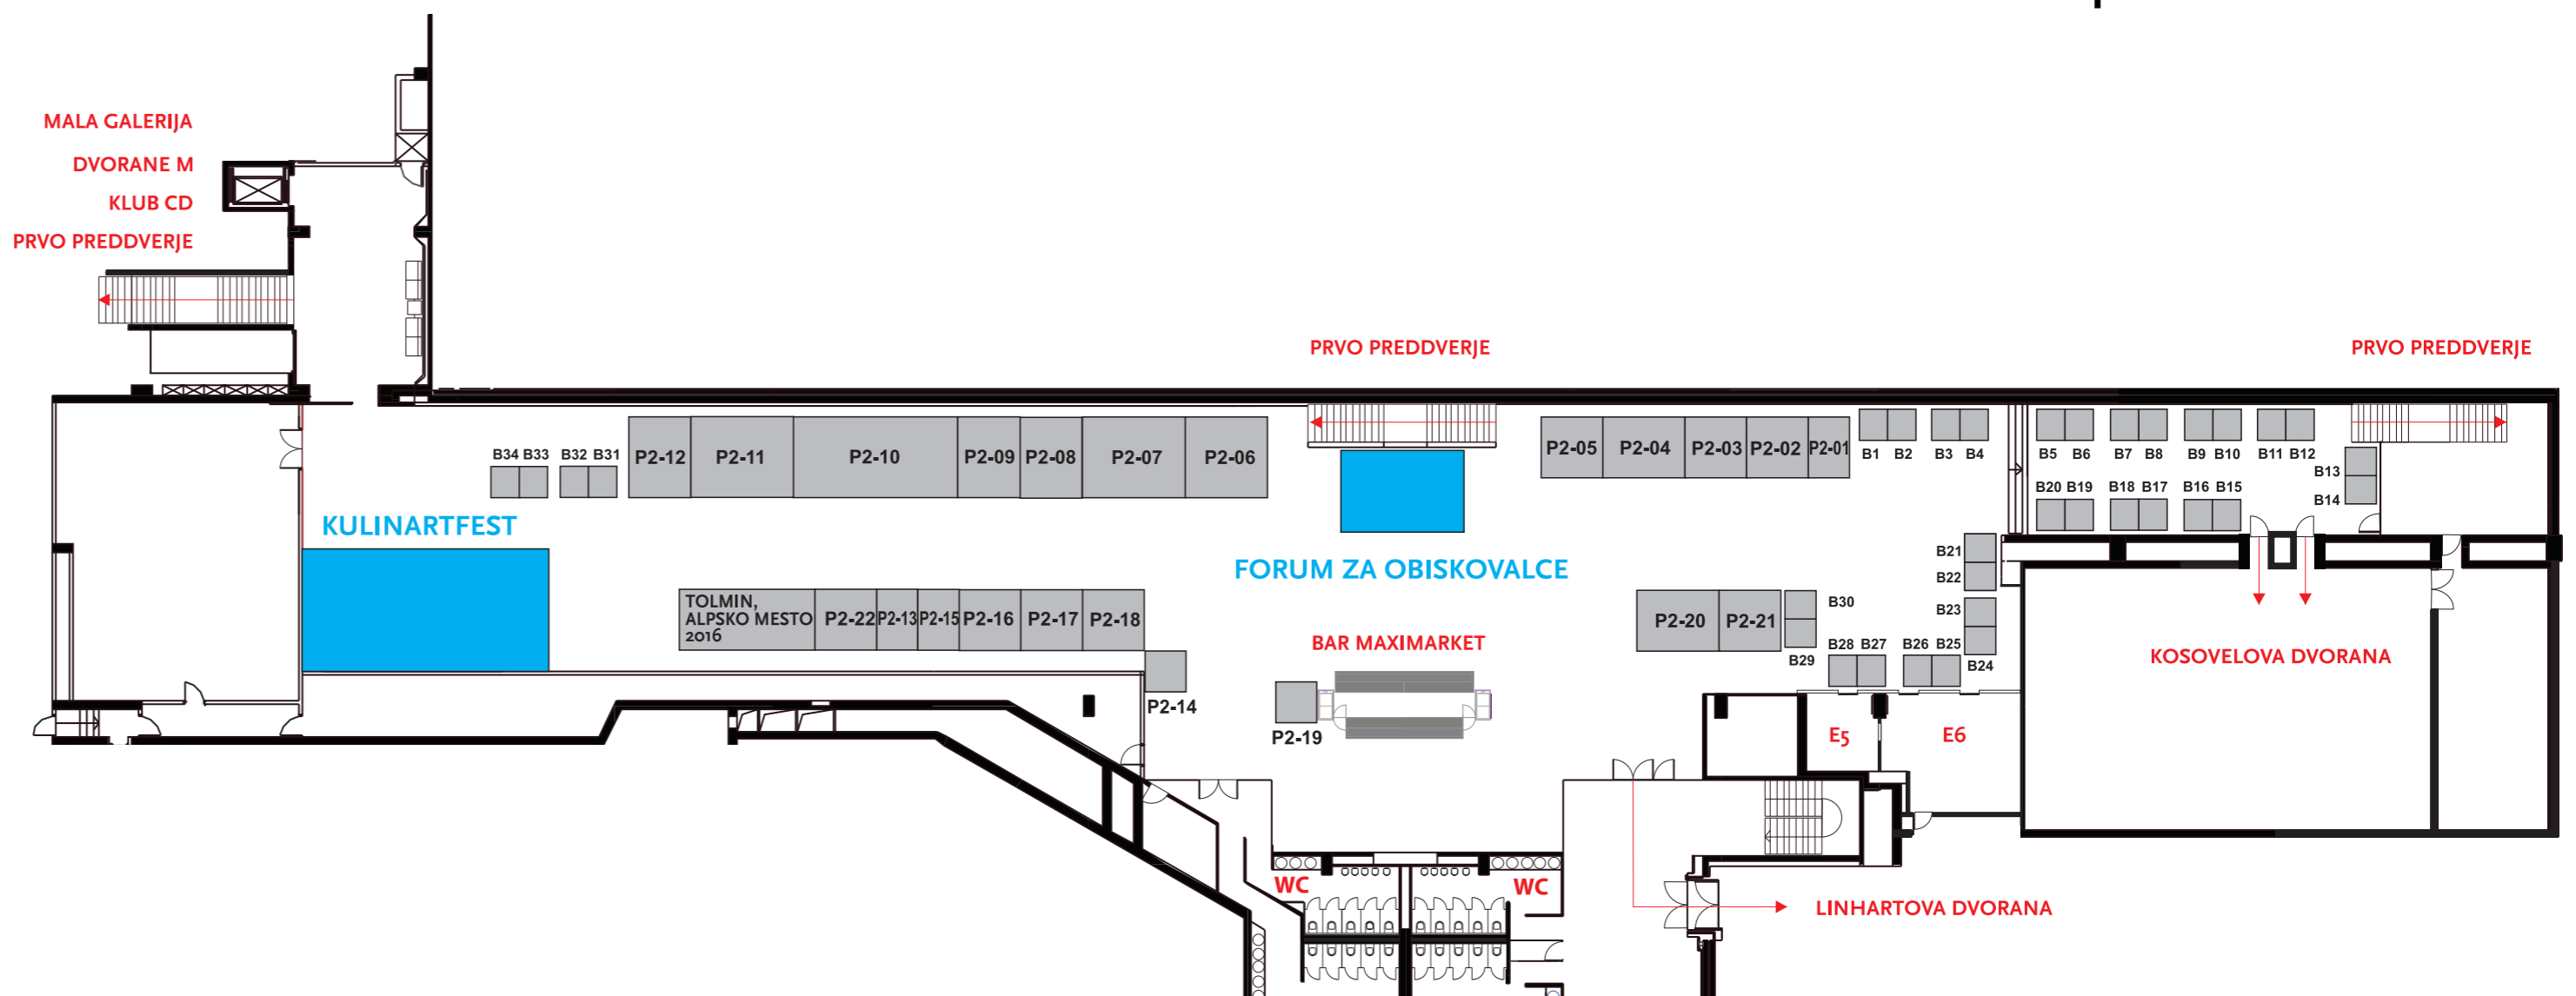 MALA GALERIJA
DVORANE M
KLUB CD
PRVO PREDDVERJE
PRVO PREDDVERJE
PRVO PREDDVERJE
B34 B33 B32 B31
P2-12 P2-11 P2-10 P2-09 P2-08 P2-07 P2-06
P2-05 P2-04 P2-03 P2-02 P2-01
B1 B2 B3 B4
B5 B6 B7 B8 B9 B10 B11 B12
B13
B14
B20 B19 B18 B17 B16 B15
KULINARTFEST
FORUM ZA OBISKOVALCE
B21
B22
B23
B24
TOLMIN,
ALPSKO MESTO
2016
P2-22 P2-13 P2-15 P2-16 P2-17 P2-18
P2-14
P2-19
BAR MAXIMARKET
P2-20 P2-21
B30
B29
B28 B27 B26 B25
KOSOVELOVA DVORANA
E5 E6
WC WC
LINHARTOVA DVORANA